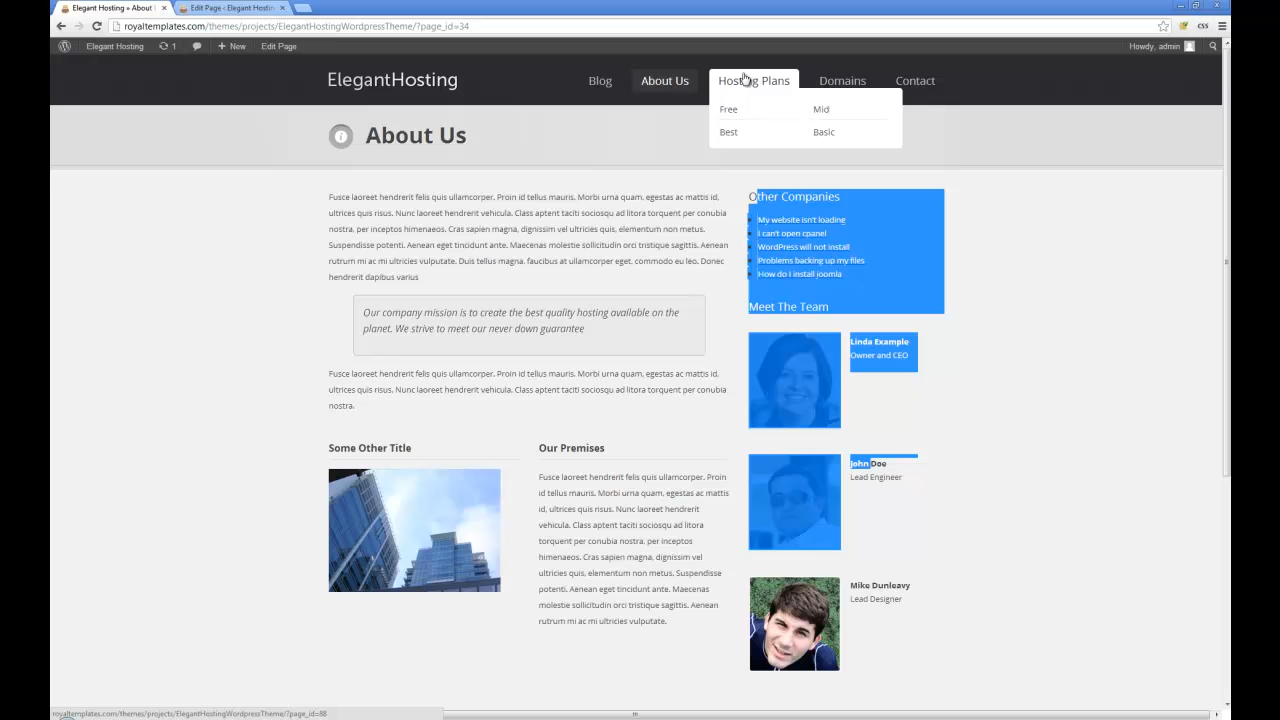 Elegant Hosting » About
Edit Page ‹ Elegant Hostin
royaltemplates.com/themes/projects/ElegantHostingWordpressTheme/?page_id=34
CSS
Elegant Hosting 1 + New Edit Page Howdy, admin
ElegantHosting Blog About Us Hosting Plans Domains Contact
Free Mid
Best Basic
About Us
Fusce laoreet hendrerit felis quis ullamcorper. Proin id tellus mauris. Morbi urna quam, egestas ac mattis id,
ultrices quis risus. Nunc laoreet hendrerit vehicula. Class aptent taciti sociosqu ad litora torquent per conubia
nostra, per inceptos himenaeos. Cras sapien magna, dignissim vel ultricies quis, elementum non metus.
Suspendisse potenti. Aenean eget tincidunt ante. Maecenas molestie sollicitudin orci tristique sagittis. Aenean
rutrum mi ac mi ultricies vulputate. Duis tellus magna, faucibus at ullamcorper eget, commodo eu leo. Donec
hendrerit dapibus varius
Our company mission is to create the best quality hosting available on the
planet. We strive to meet our never down guarantee
Fusce laoreet hendrerit felis quis ullamcorper. Proin id tellus mauris. Morbi urna quam, egestas ac mattis id,
ultrices quis risus. Nunc laoreet hendrerit vehicula. Class aptent taciti sociosqu ad litora torquent per conubia
nostra.
Some Other Title
Our Premises
Fusce laoreet hendrerit felis quis ullamcorper. Proin
id tellus mauris. Morbi urna quam, egestas ac mattis
id, ultrices quis risus. Nunc laoreet hendrerit
vehicula. Class aptent taciti sociosqu ad litora
torquent per conubia nostra, per inceptos
himenaeos. Cras sapien magna, dignissim vel
ultricies quis, elementum non metus. Suspendisse
potenti. Aenean eget tincidunt ante. Maecenas
molestie sollicitudin orci tristique sagittis. Aenean
rutrum mi ac mi ultricies vulputate.
Other Companies
My website isn't loading
I can't open cpanel
WordPress will not install
Problems backing up my files
How do I install joomla
Meet The Team
Linda Example
Owner and CEO
John Doe
Lead Engineer
Mike Dunleavy
Lead Designer
royaltemplates.com/themes/projects/ElegantHostingWordpressTheme/?page_id=88